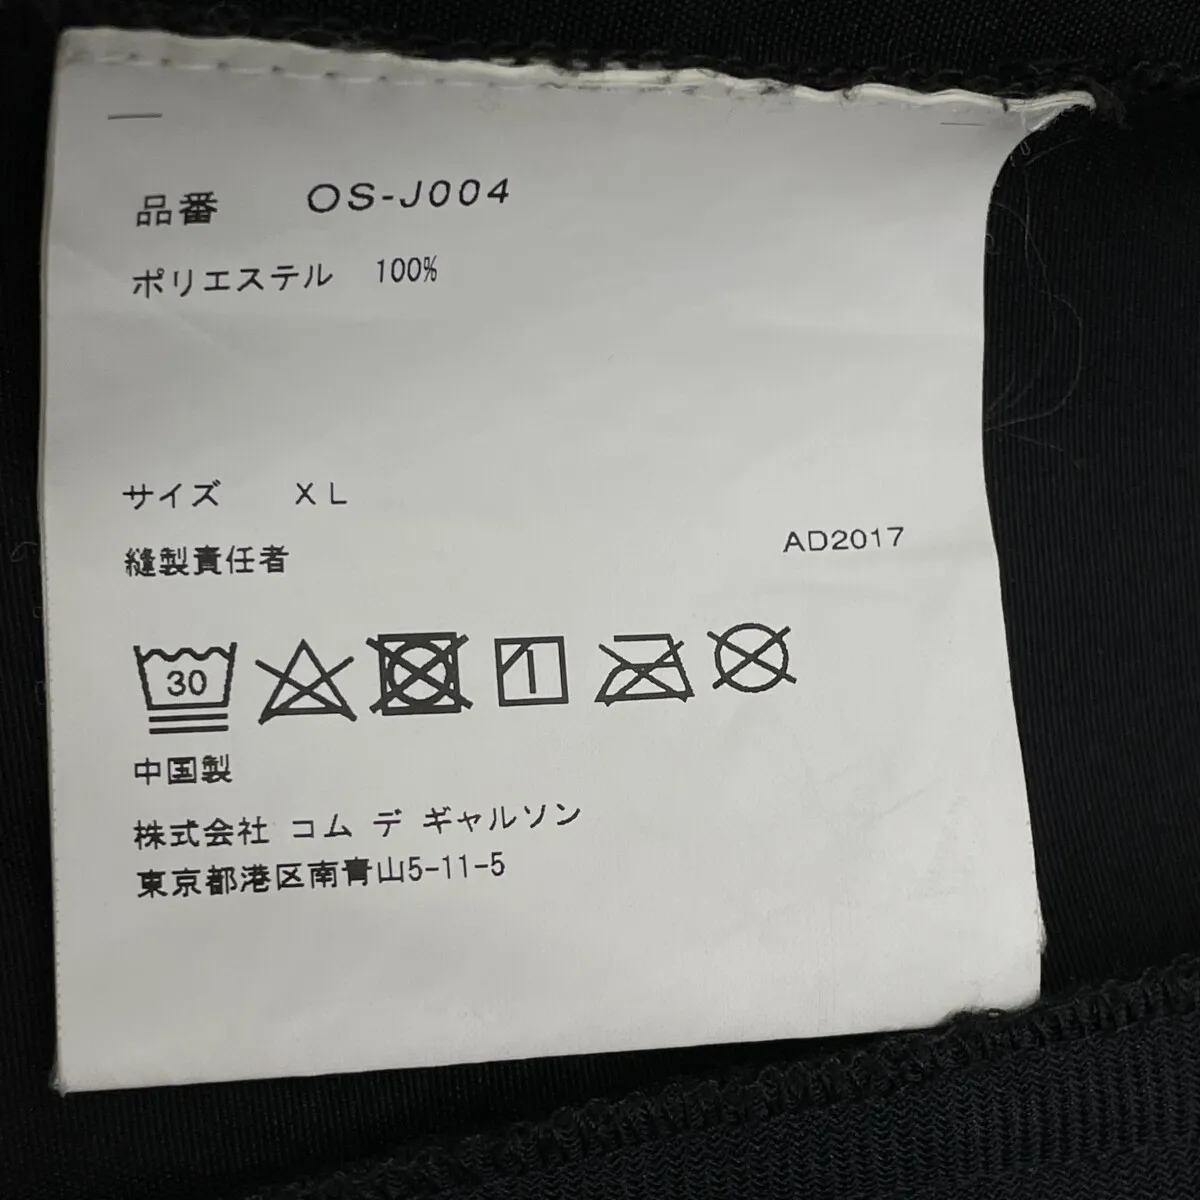 品番 OS-J004
ポリエステル 100%
サイズ XL
縫製責任者
AD2017
30
中国製
株式会社 コム デ ギャルソン
東京都港区南青山5-11-5